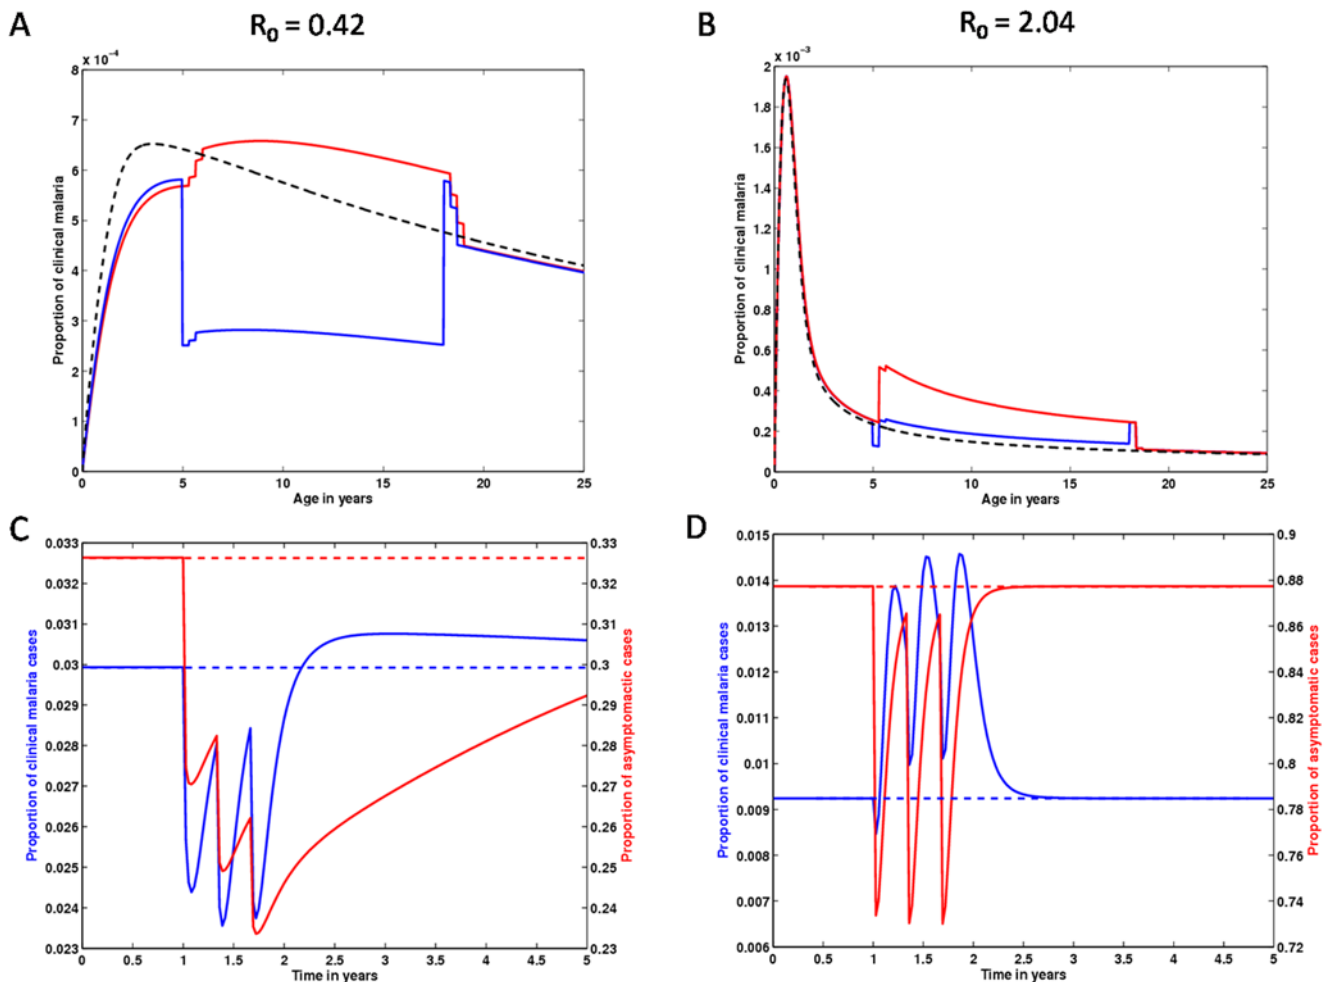 A
R0 = 0.42
x 10⁻⁴
8
7
6
5
4
3
2
1
0
Proportion of clinical malaria
0 5 10 15 20 25
Age in years
B
R0 = 2.04
x 10⁻³
2
1.8
1.6
1.4
1.2
1
0.8
0.6
0.4
0.2
0
Proportion of clinical malaria
0 5 10 15 20 25
Age in years
C
0.033
0.032
0.031
0.03
0.029
0.028
0.027
0.026
0.025
0.024
0.023
Proportion of clinical malaria cases
0.33
0.32
0.31
0.3
0.29
0.28
0.27
0.26
0.25
0.24
0.23
Proportion of asymptomactic cases
0 0.5 1 1.5 2 2.5 3 3.5 4 4.5 5
Time in years
D
0.015
0.014
0.013
0.012
0.011
0.01
0.009
0.008
0.007
0.006
Proportion of clinical malaria cases
0.9
0.88
0.86
0.84
0.82
0.8
0.78
0.76
0.74
0.72
Proportion of asymptomatic cases
0 0.5 1 1.5 2 2.5 3 3.5 4 4.5 5
Time in years